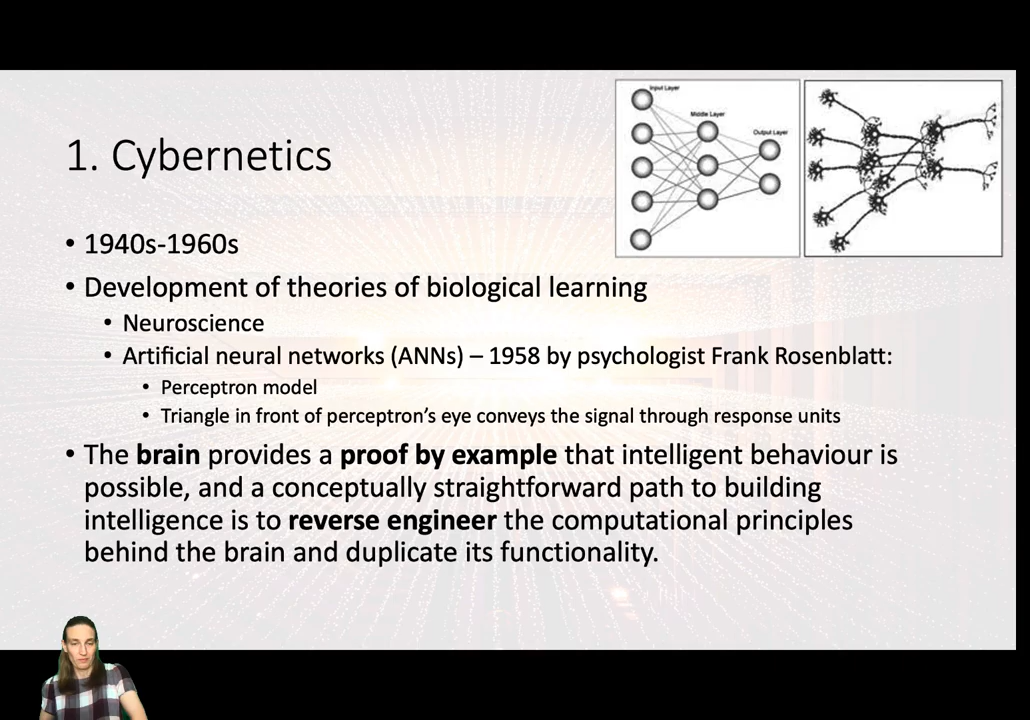 Input Layer
Middle Layer
Output Layer
1. Cybernetics
• 1940s-1960s
• Development of theories of biological learning
• Neuroscience
• Artificial neural networks (ANNs) – 1958 by psychologist Frank Rosenblatt:
• Perceptron model
• Triangle in front of perceptron's eye conveys the signal through response units
• The brain provides a proof by example that intelligent behaviour is
possible, and a conceptually straightforward path to building
intelligence is to reverse engineer the computational principles
behind the brain and duplicate its functionality.